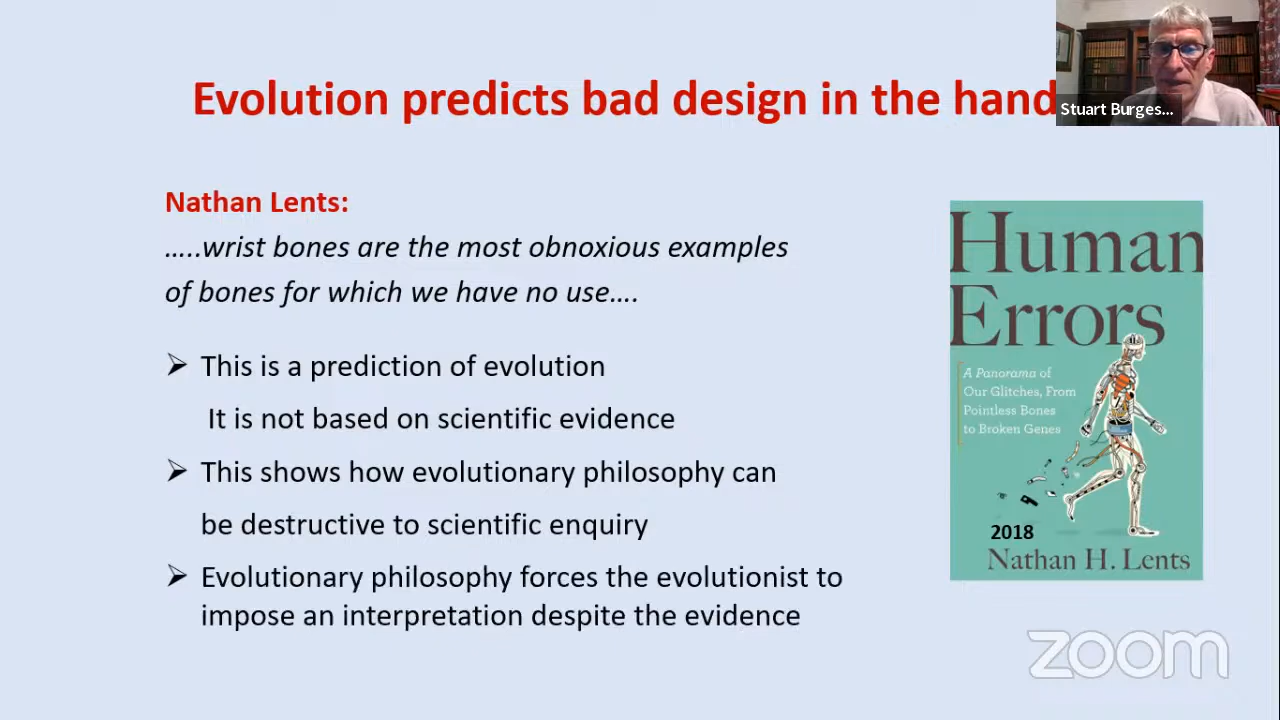 Evolution predicts bad design in the hand
Stuart Burges...
Nathan Lents:
…..wrist bones are the most obnoxious examples
of bones for which we have no use….
➢ This is a prediction of evolution
It is not based on scientific evidence
➢ This shows how evolutionary philosophy can
be destructive to scientific enquiry
➢ Evolutionary philosophy forces the evolutionist to
impose an interpretation despite the evidence
Human
Errors
A Panorama of
Our Glitches, From
Pointless Bones
to Broken Genes
2018
Nathan H. Lents
zoom